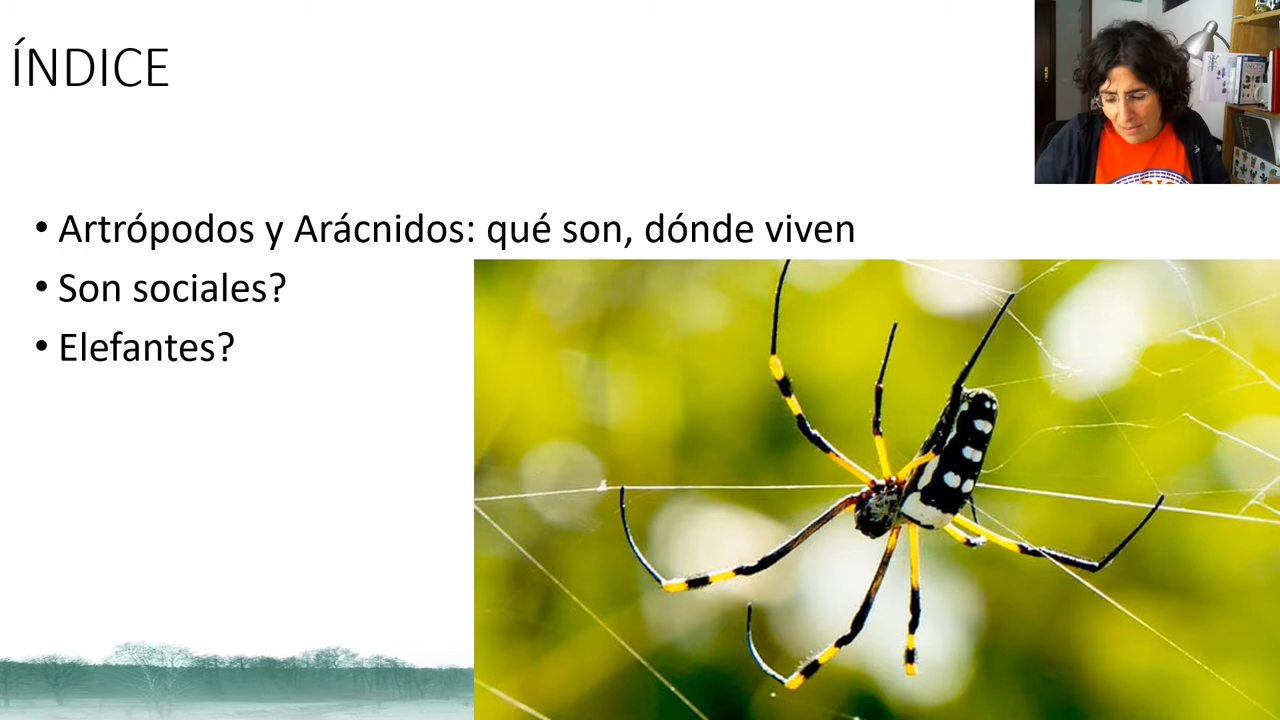 ÍNDICE
• Artrópodos y Arácnidos: qué son, dónde viven
• Son sociales?
• Elefantes?